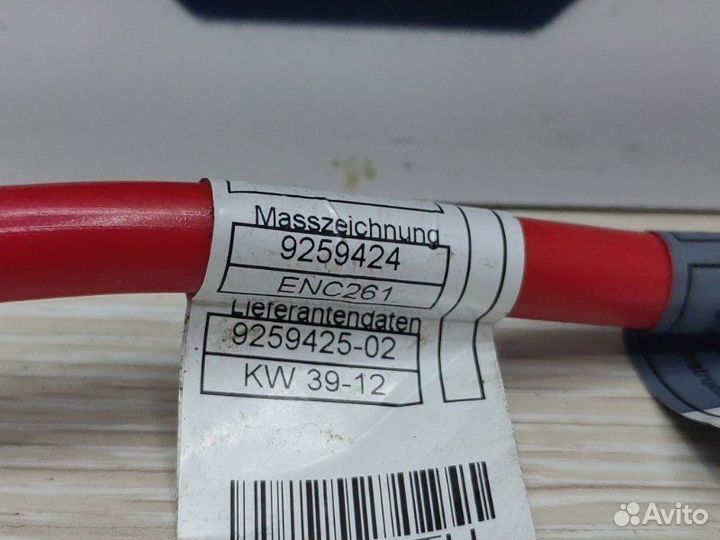 Masszeichnung
9259424
ENC261
Lieferantendaten
9259425-02
KW 39-12
Avito